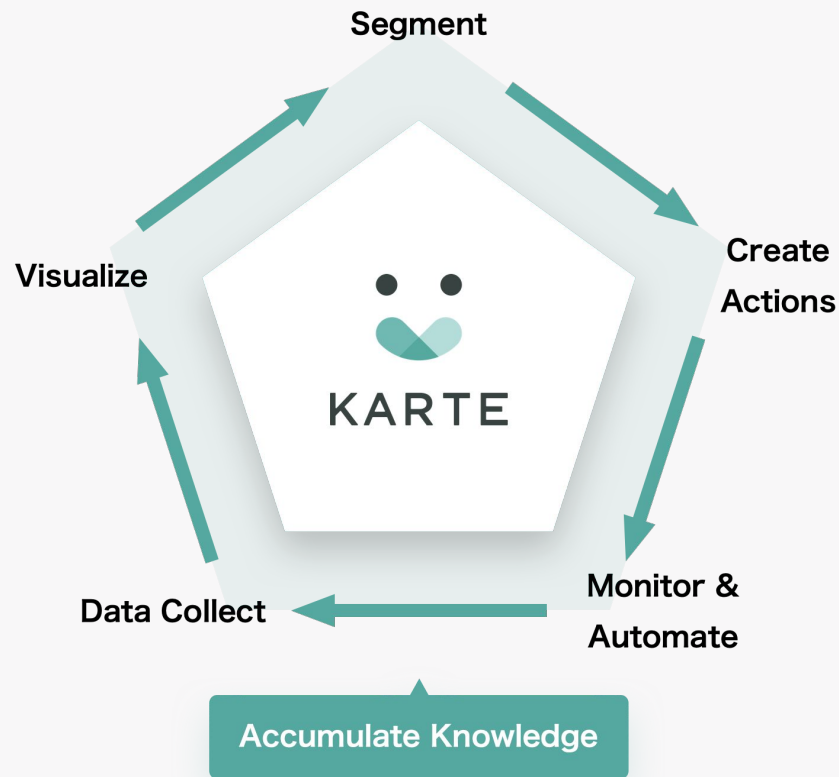 Segment
Visualize
Create
Actions
KARTE
Data Collect
Monitor &
Automate
Accumulate Knowledge